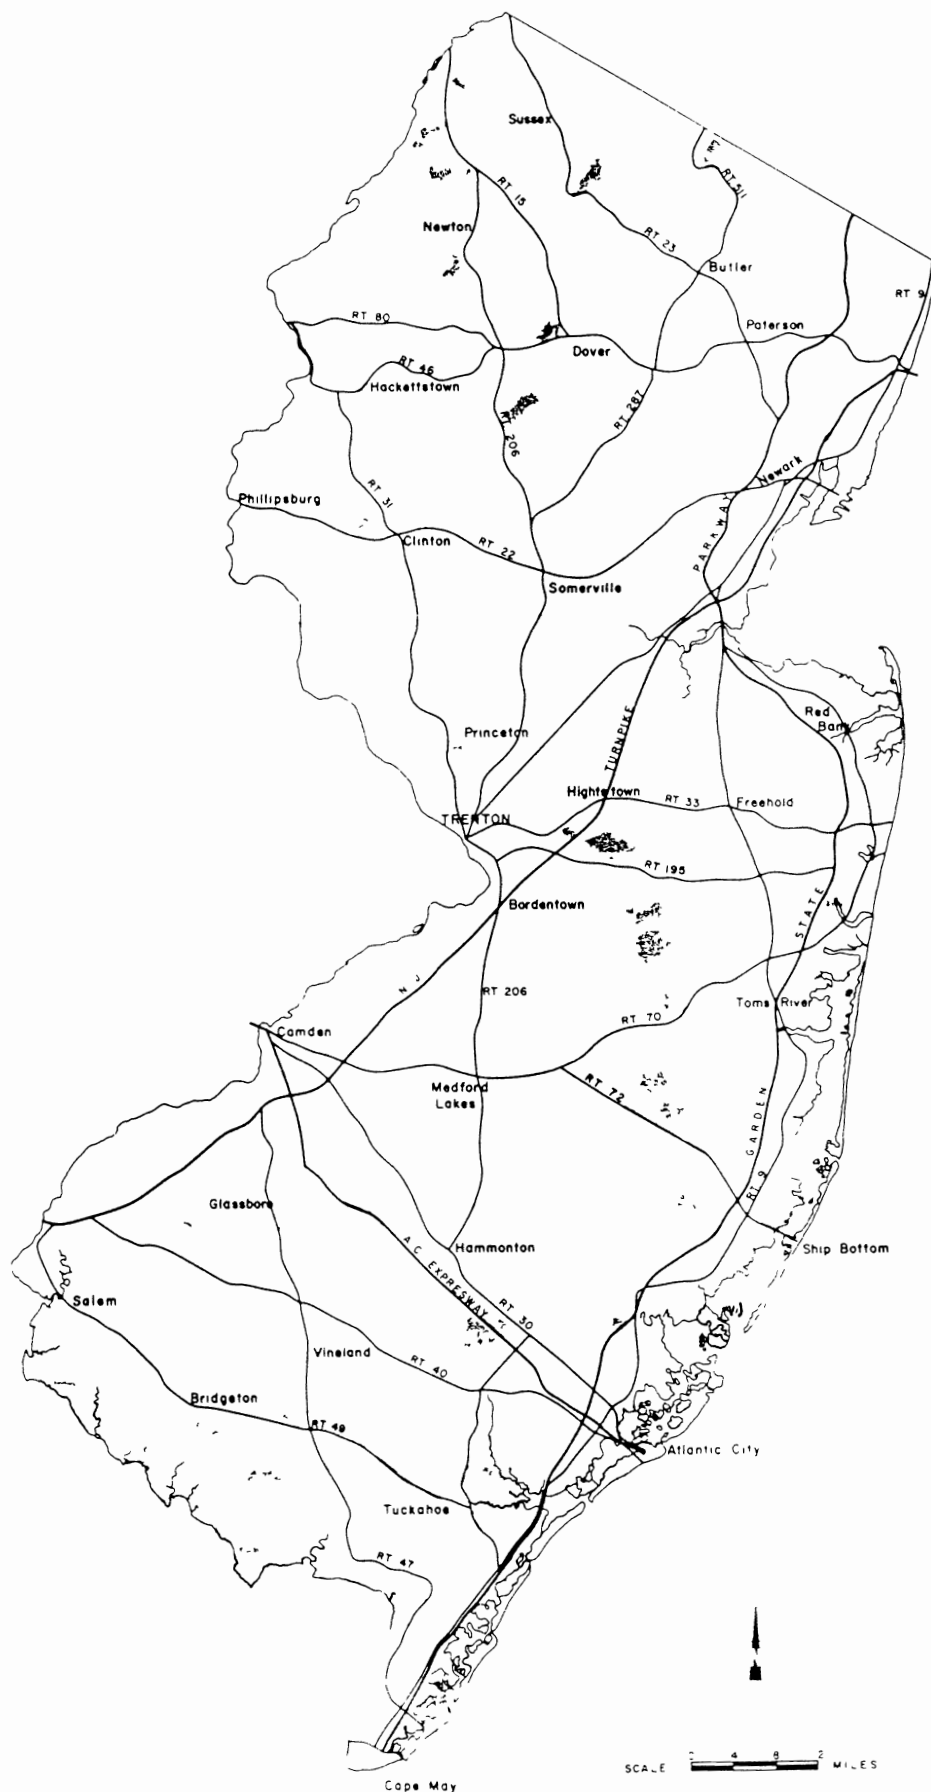 Sussex
RT 511
RT 15
Newton
RT 23
Butler
RT 9
RT 80
Paterson
Dover
RT 46
Hackettstown
RT 287
RT 206
Newark
Phillipsburg
RT 31
PARKWAY
Clinton
RT 22
Somerville
Red
Bank
Princeton
TURNPIKE
Hightstown
RT 33
Freehold
TRENTON
RT 195
Bordentown
STATE
N J
RT 206
Toms River
RT 70
Camden
RT 72
Medford
Lakes
GARDEN
RT 9
Glassboro
Hammonton
Ship Bottom
A.C. EXPRESWAY
RT 30
Salem
Vineland
RT 40
Bridgeton
RT 49
Atlantic City
Tuckahoe
RT 47
SCALE
4 8
MILES
Cape May